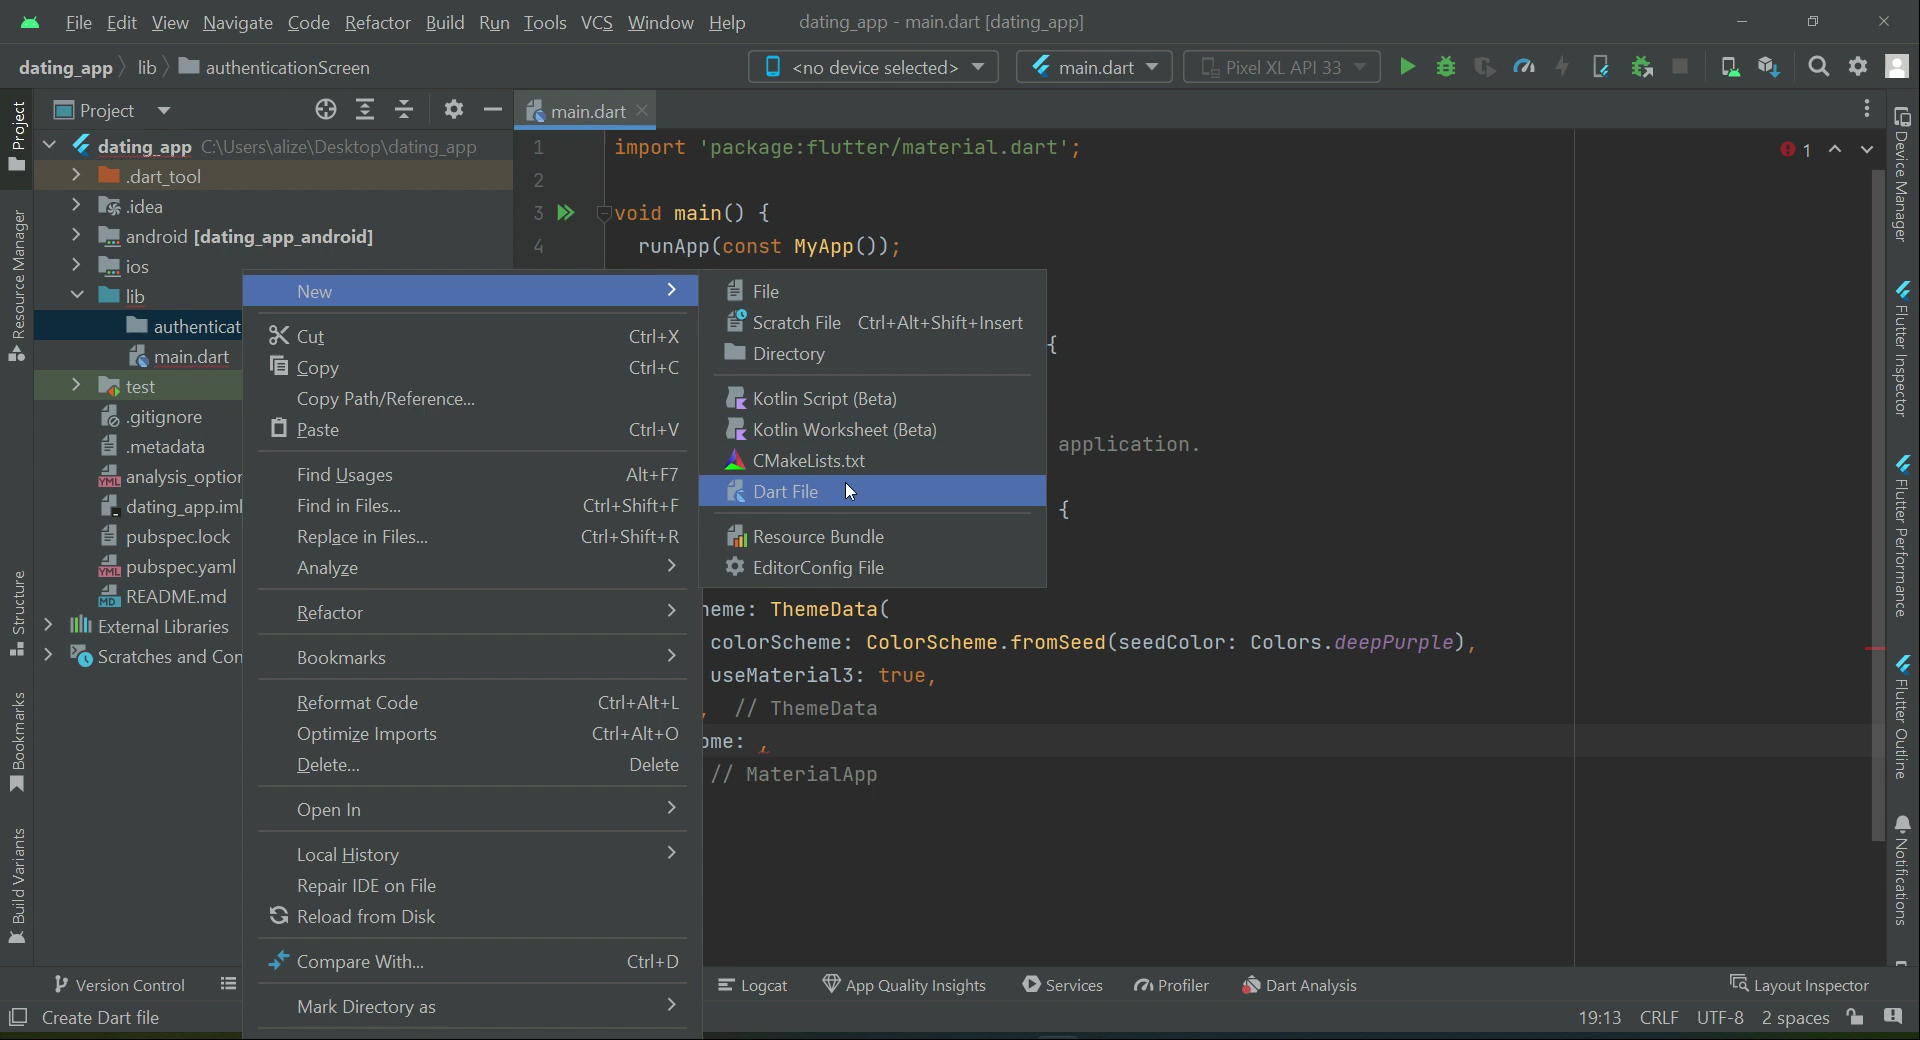 File Edit View Navigate Code Refactor Build Run Tools VCS Window Help dating_app - main.dart [dating_app]
dating_app lib authenticationScreen <no device selected> main.dart Pixel XL API 33
Project main.dart
dating_app C:\Users\alize\Desktop\dating_app
.dart_tool
.idea
android [dating_app_android]
ios
lib
authenticat
main.dart
test
.gitignore
.metadata
analysis_option
dating_app.iml
pubspec.lock
pubspec.yaml
README.md
External Libraries
Scratches and Con
Project
Resource Manager
Structure
Bookmarks
Build Variants
New
Cut Ctrl+X
Copy Ctrl+C
Copy Path/Reference...
Paste Ctrl+V
Find Usages Alt+F7
Find in Files... Ctrl+Shift+F
Replace in Files... Ctrl+Shift+R
Analyze
Refactor
Bookmarks
Reformat Code Ctrl+Alt+L
Optimize Imports Ctrl+Alt+O
Delete... Delete
Open In
Local History
Repair IDE on File
Reload from Disk
Compare With... Ctrl+D
Mark Directory as
File
Scratch File Ctrl+Alt+Shift+Insert
Directory
Kotlin Script (Beta)
Kotlin Worksheet (Beta)
CMakeLists.txt
Dart File
Resource Bundle
EditorConfig File
1 import 'package:flutter/material.dart';
2
3 void main() {
4 runApp(const MyApp());
{
application.
{
heme: ThemeData(
colorScheme: ColorScheme.fromSeed(seedColor: Colors.deepPurple),
useMaterial3: true,
, // ThemeData
ome: ,
// MaterialApp
1
Device Manager
Flutter Inspector
Flutter Performance
Flutter Outline
Notifications
Version Control Logcat App Quality Insights Services Profiler Dart Analysis Layout Inspector
Create Dart file 19:13 CRLF UTF-8 2 spaces